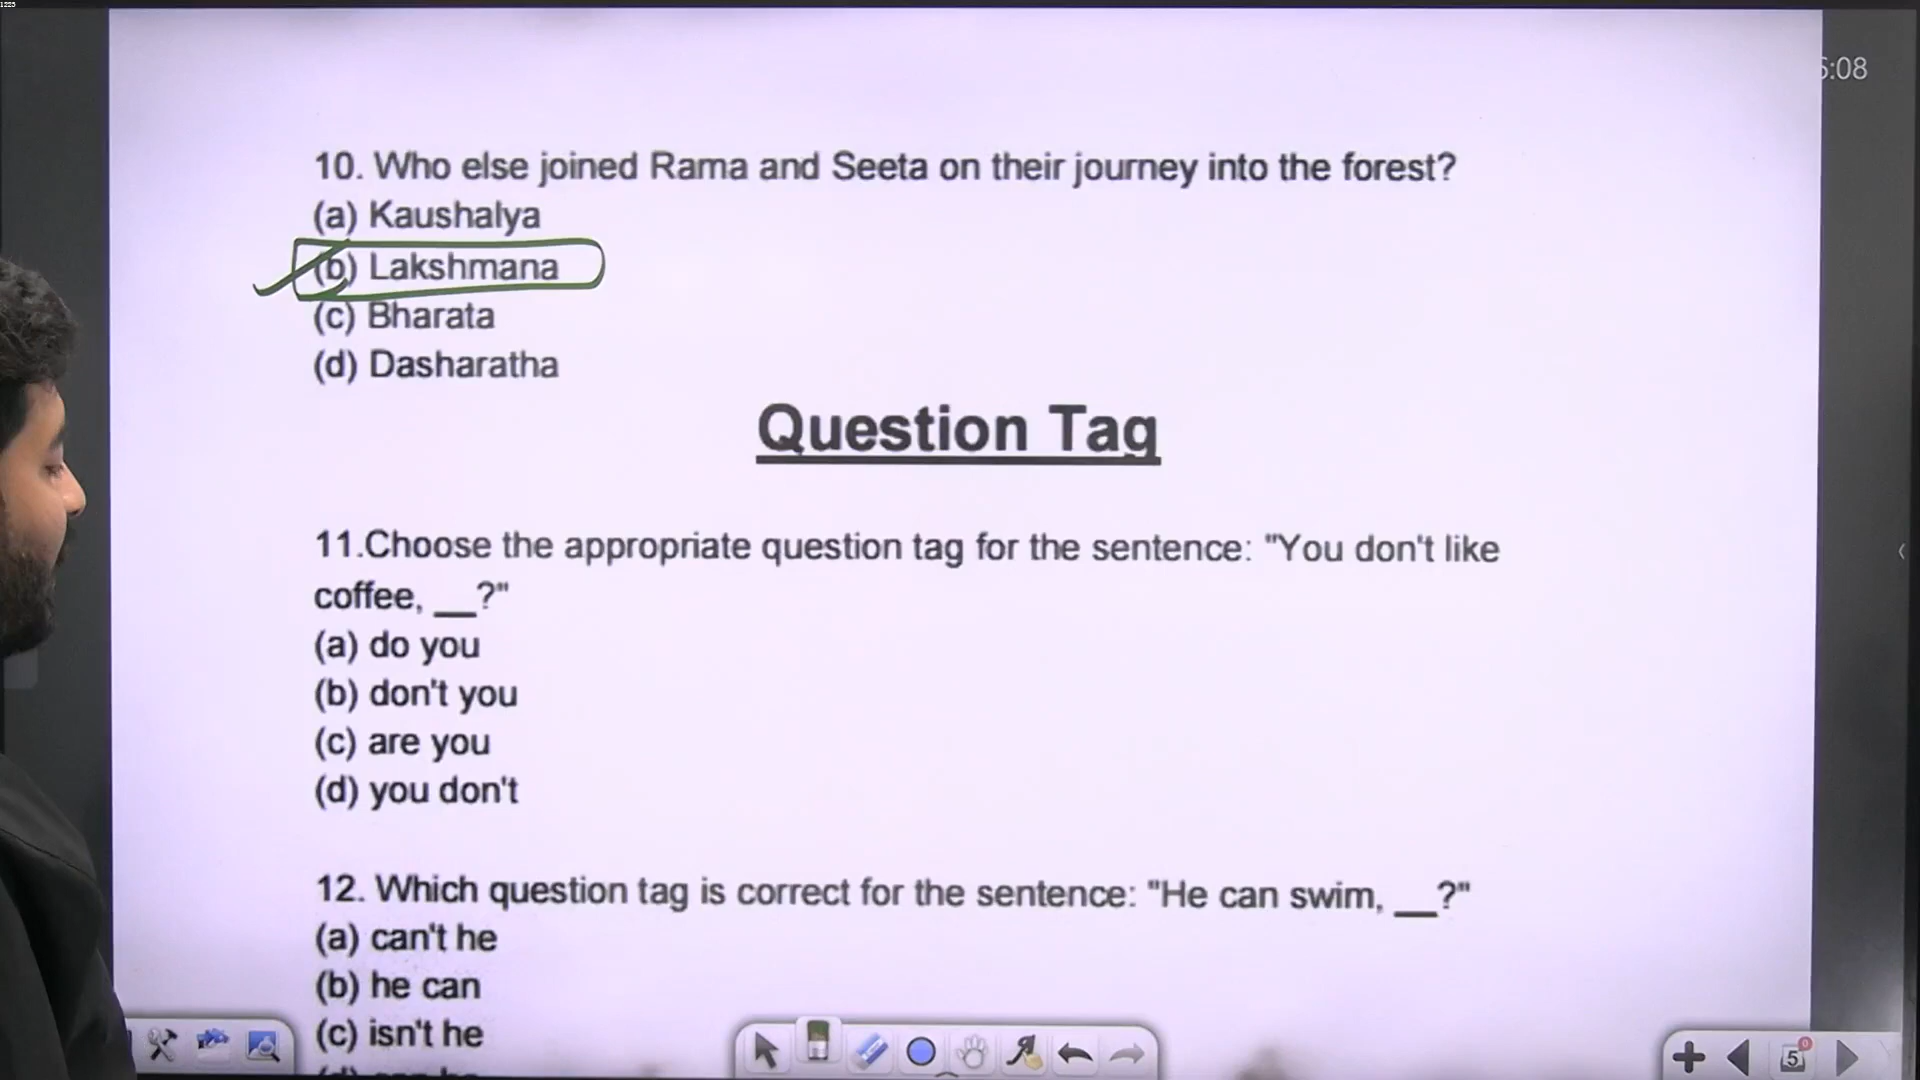 1223
5:08
10. Who else joined Rama and Seeta on their journey into the forest?
(a) Kaushalya
(b) Lakshmana
(c) Bharata
(d) Dasharatha
Question Tag
11.Choose the appropriate question tag for the sentence: "You don't like
coffee, __?"
(a) do you
(b) don't you
(c) are you
(d) you don't
12. Which question tag is correct for the sentence: "He can swim, __?"
(a) can't he
(b) he can
(c) isn't he
5
0